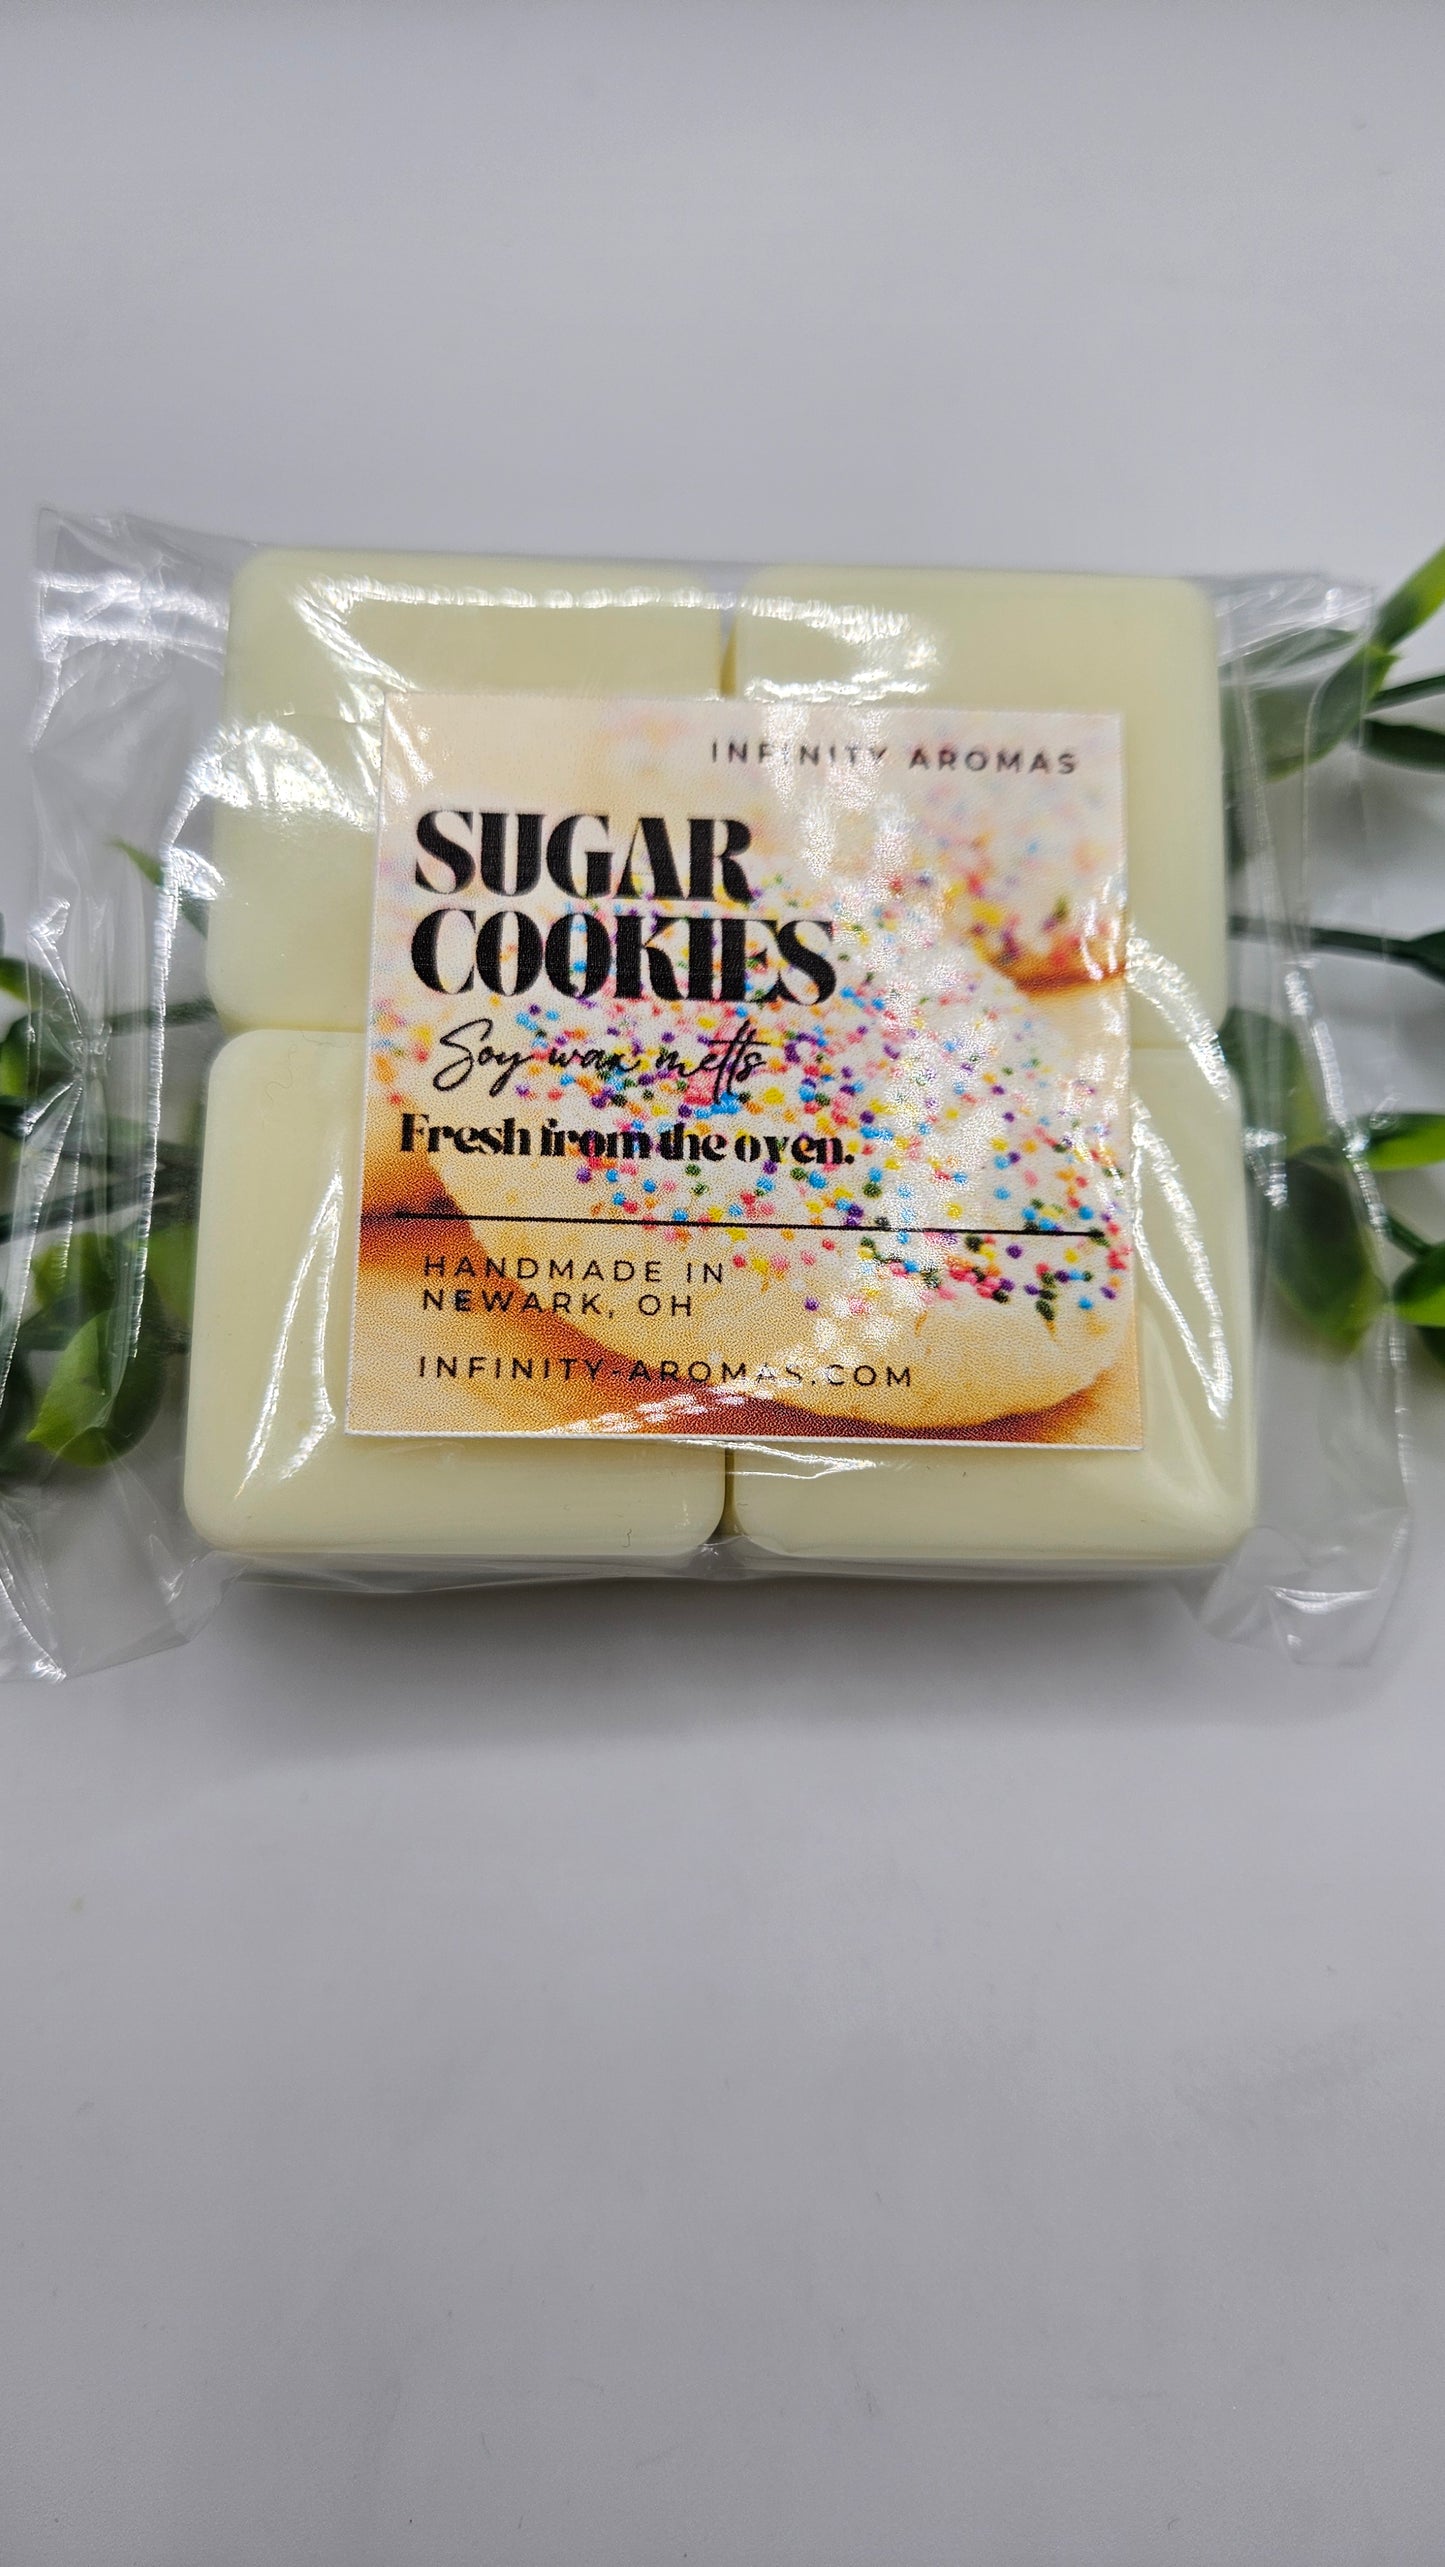 INFINITY AROMAS
SUGAR
COOKIES
Soy wax melts
Fresh from the oven.
HANDMADE IN
NEWARK, OH
INFINITY-AROMAS.COM